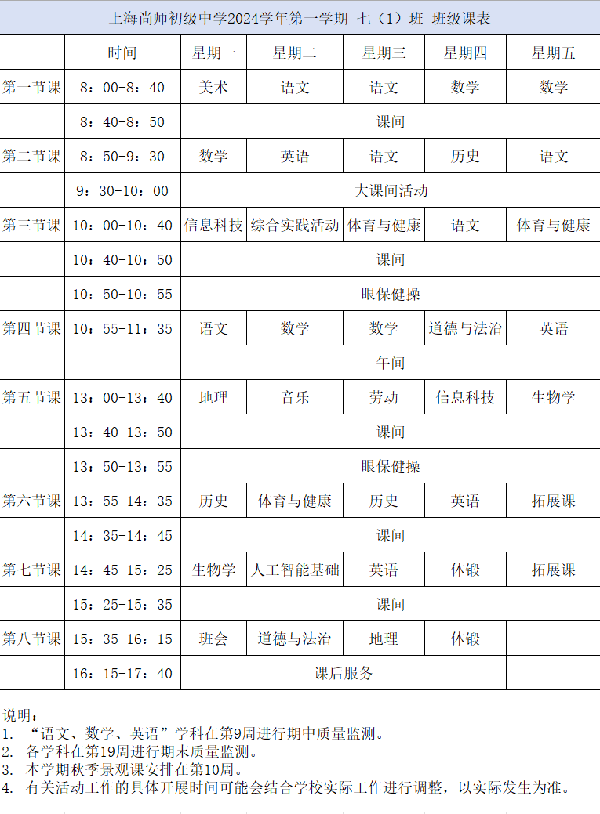 上海尚师初级中学2024学年第一学期 七（1）班 班级课表
时间 星期一 星期二 星期三 星期四 星期五
第一节课 8：00-8：40 美术 语文 语文 数学 数学
8：40-8：50 课间
第二节课 8：50-9：30 数学 英语 语文 历史 语文
9：30-10：00 大课间活动
第三节课 10：00-10：40 信息科技 综合实践活动 体育与健康 语文 体育与健康
10：40-10：50 课间
10：50-10：55 眼保健操
第四节课 10：55-11：35 语文 数学 数学 道德与法治 英语
午间
第五节课 13：00-13：40 地理 音乐 劳动 信息科技 生物学
13：40-13：50 课间
13：50-13：55 眼保健操
第六节课 13：55-14：35 历史 体育与健康 历史 英语 拓展课
14：35-14：45 课间
第七节课 14：45-15：25 生物学 人工智能基础 英语 体锻 拓展课
15：25-15：35 课间
第八节课 15：35-16：15 班会 道德与法治 地理 体锻
16：15-17：40 课后服务
说明：
1. “语文、数学、英语”学科在第9周进行期中质量监测。
2. 各学科在第19周进行期末质量监测。
3. 本学期秋季景观课安排在第10周。
4. 有关活动工作的具体开展时间可能会结合学校实际工作进行调整，以实际发生为准。